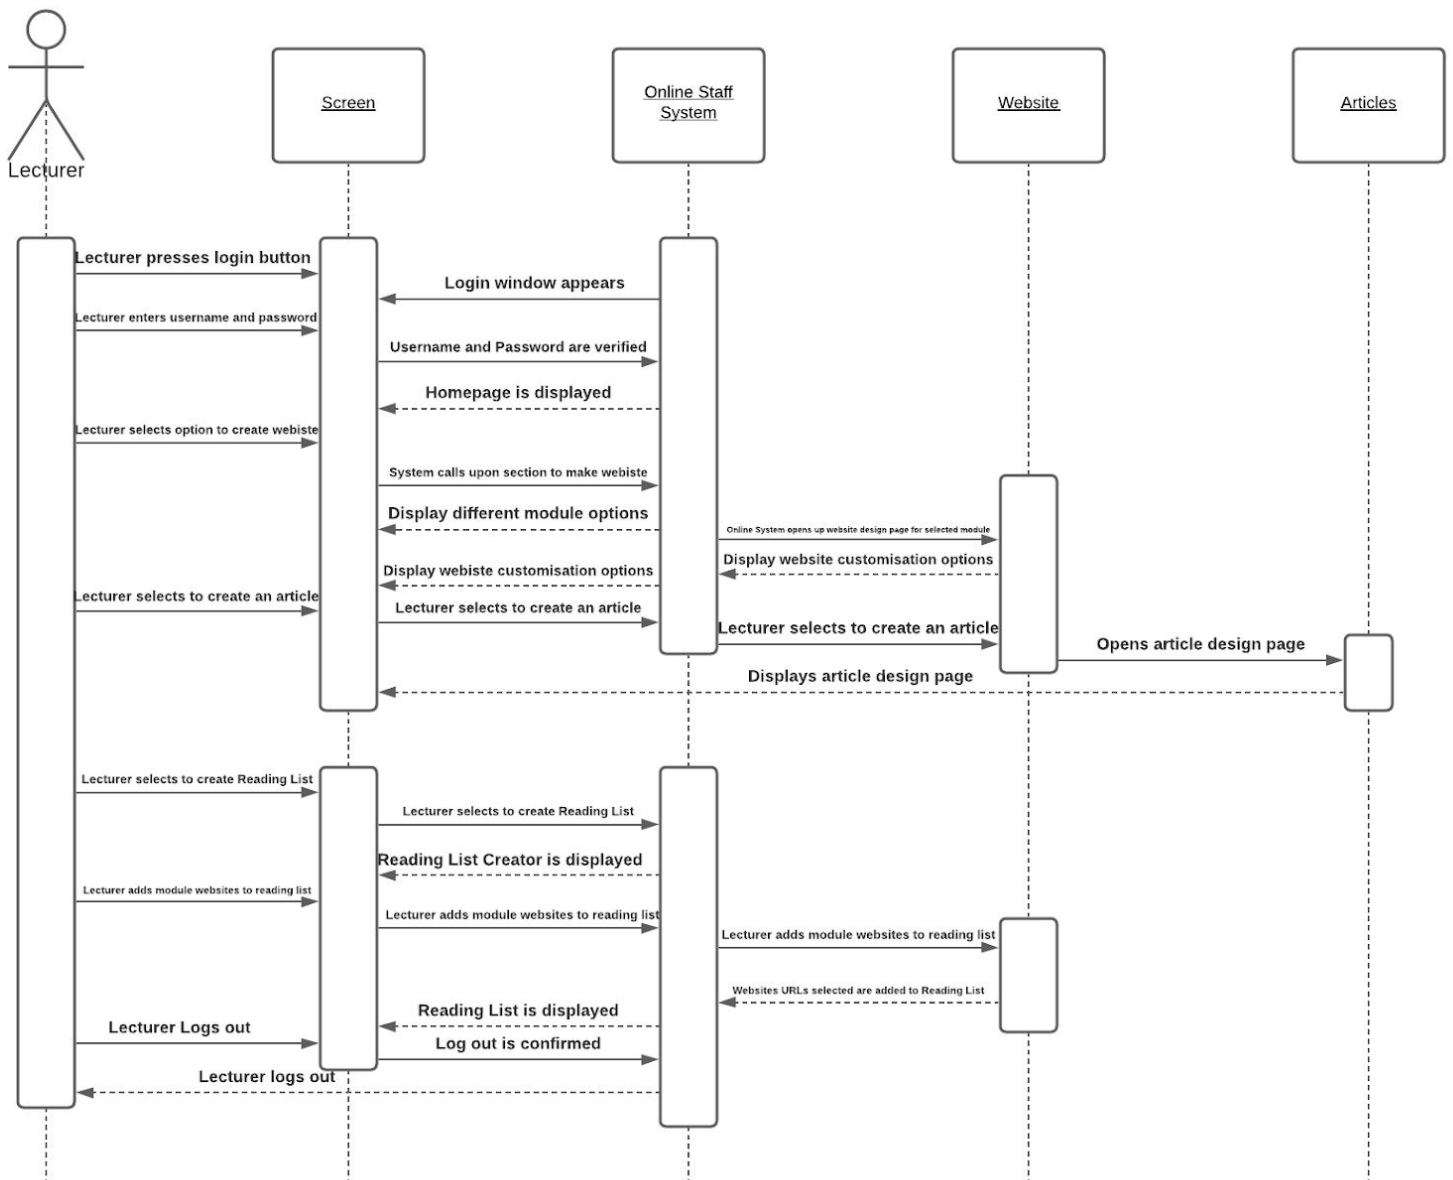 Lecturer
Screen
Online Staff
System
Website
Articles
Lecturer presses login button
Login window appears
Lecturer enters username and password
Username and Password are verified
Homepage is displayed
Lecturer selects option to create webiste
System calls upon section to make webiste
Display different module options
Online System opens up website design page for selected module
Display website customisation options
Display webiste customisation options
Lecturer selects to create an article
Lecturer selects to create an article
Lecturer selects to create an article
Opens article design page
Displays article design page
Lecturer selects to create Reading List
Lecturer selects to create Reading List
Reading List Creator is displayed
Lecturer adds module websites to reading list
Lecturer adds module websites to reading list
Lecturer adds module websites to reading list
Websites URLs selected are added to Reading List
Reading List is displayed
Lecturer Logs out
Log out is confirmed
Lecturer logs out